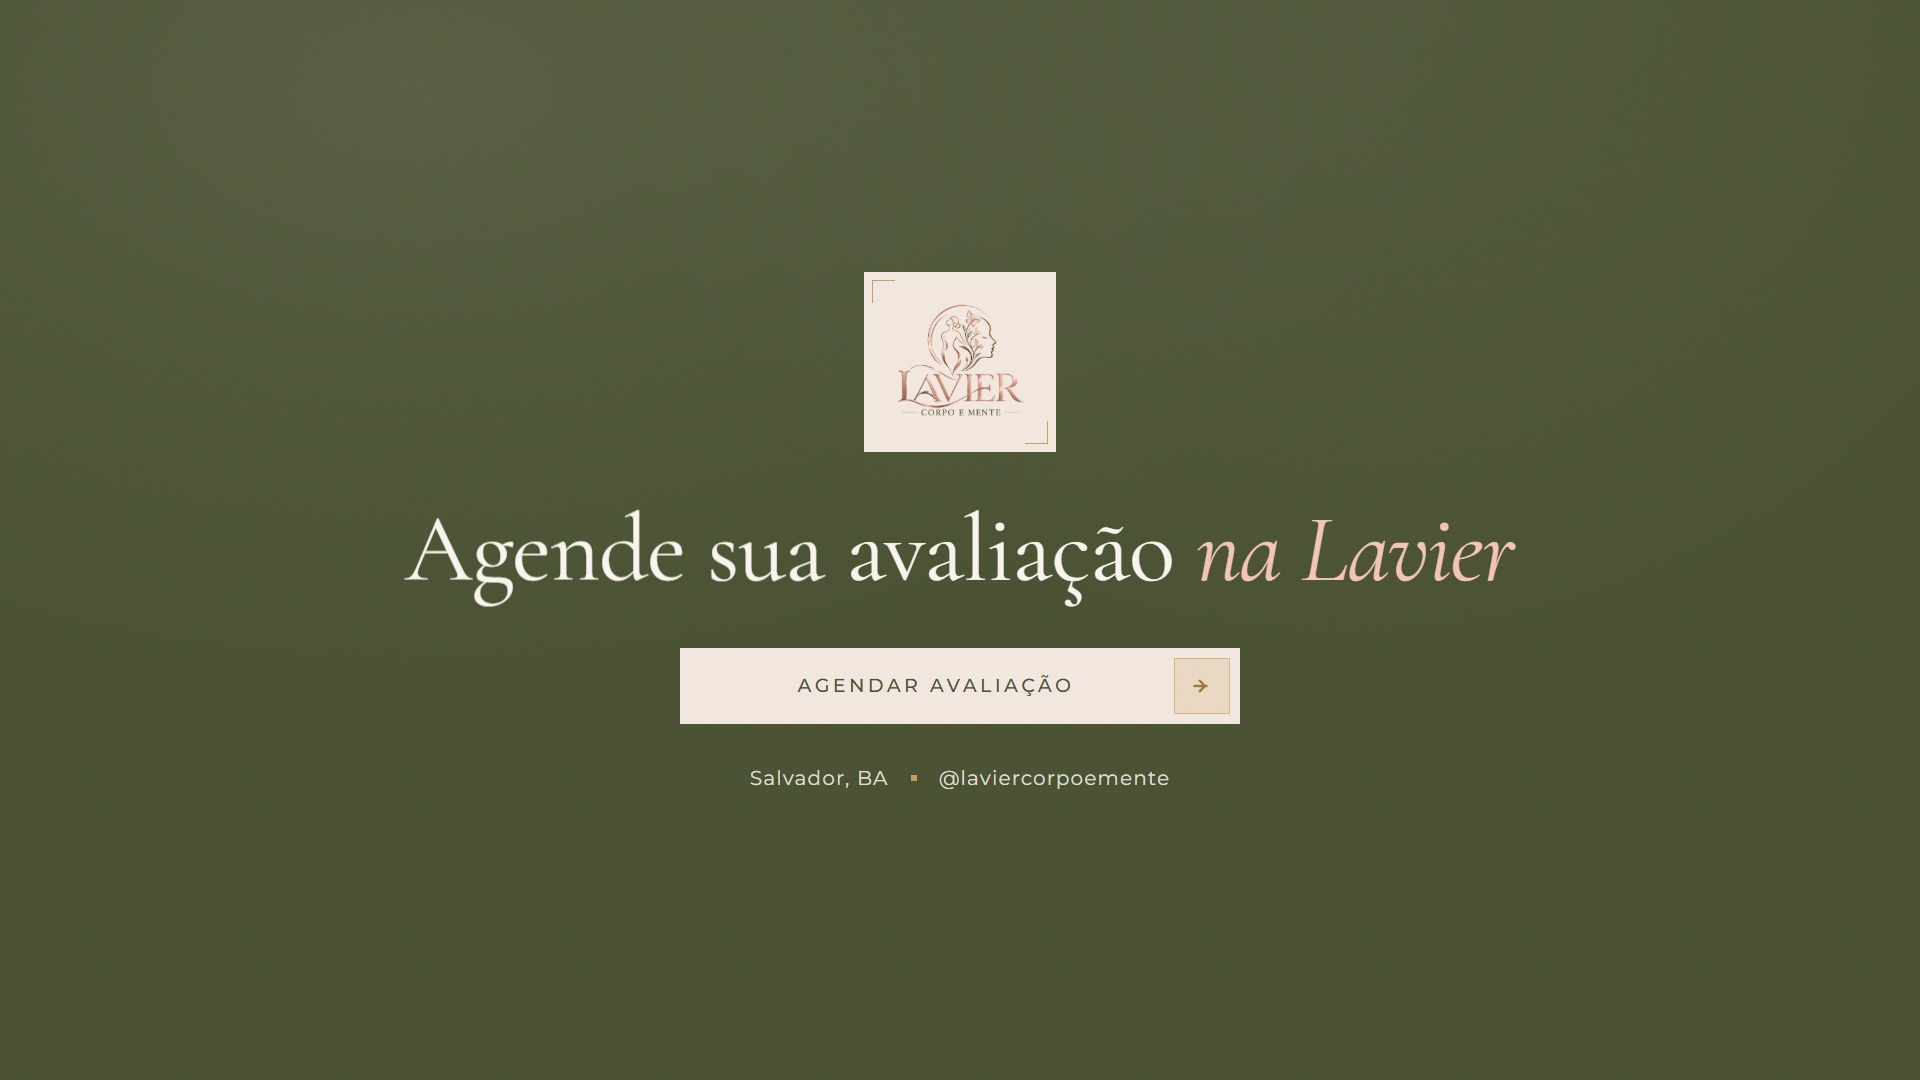 LAVIER
CORPO E MENTE
Agende sua avaliação na Lavier
AGENDAR AVALIAÇÃO
Salvador, BA ▪ @laviercorpoemente